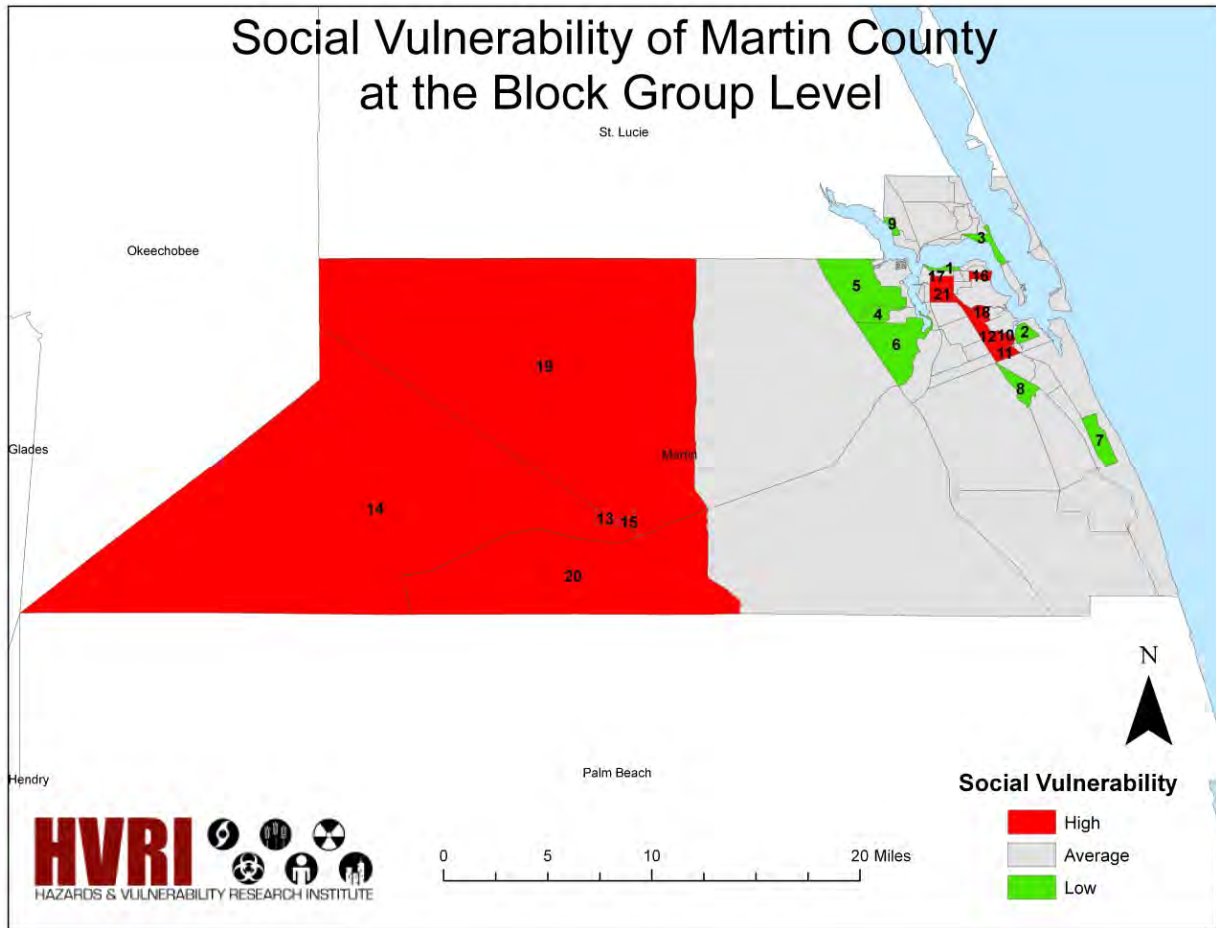 Social Vulnerability of Martin County
at the Block Group Level
St. Lucie
Okeechobee
9
3
5
17
1
16
21
4
18
6
12
10
2
11
19
8
7
Glades
Martin
14
13
15
20
N
Palm Beach
Hendry
Social Vulnerability
High
Average
Low
HVRI
HAZARDS & VULNERABILITY RESEARCH INSTITUTE
0
5
10
20 Miles